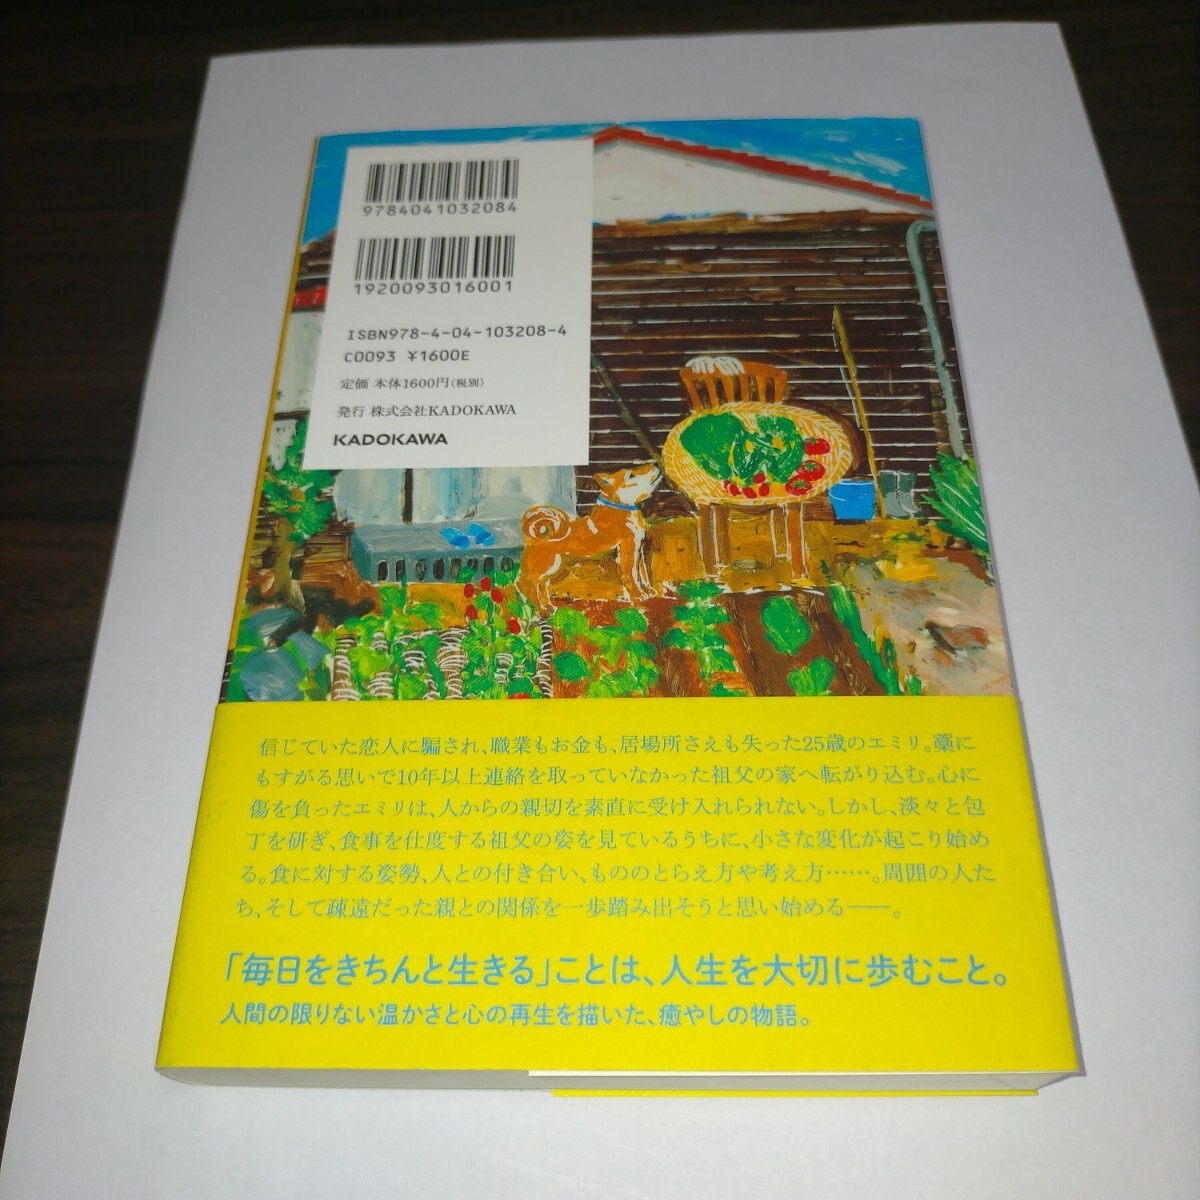 9784041032084
1920093016001
ISBN978-4-04-103208-4
C0093 ¥1600E
定価 本体1600円(税別)
発行 株式会社KADOKAWA
KADOKAWA
信じていた恋人に騙され、職業もお金も、居場所さえも失った25歳のエミリ。藁に
もすがる思いで10年以上連絡を取っていなかった祖父の家へ転がり込む。心に
傷を負ったエミリは、人からの親切を素直に受け入れられない。しかし、淡々と包
丁を研ぎ、食事を仕度する祖父の姿を見ているうちに、小さな変化が起こり始め
る。食に対する姿勢、人との付き合い、もののとらえ方や考え方……。周囲の人た
ち、そして疎遠だった親との関係を一歩踏み出そうと思い始める――。
「毎日をきちんと生きる」ことは、人生を大切に歩むこと。
人間の限りない温かさと心の再生を描いた、癒やしの物語。